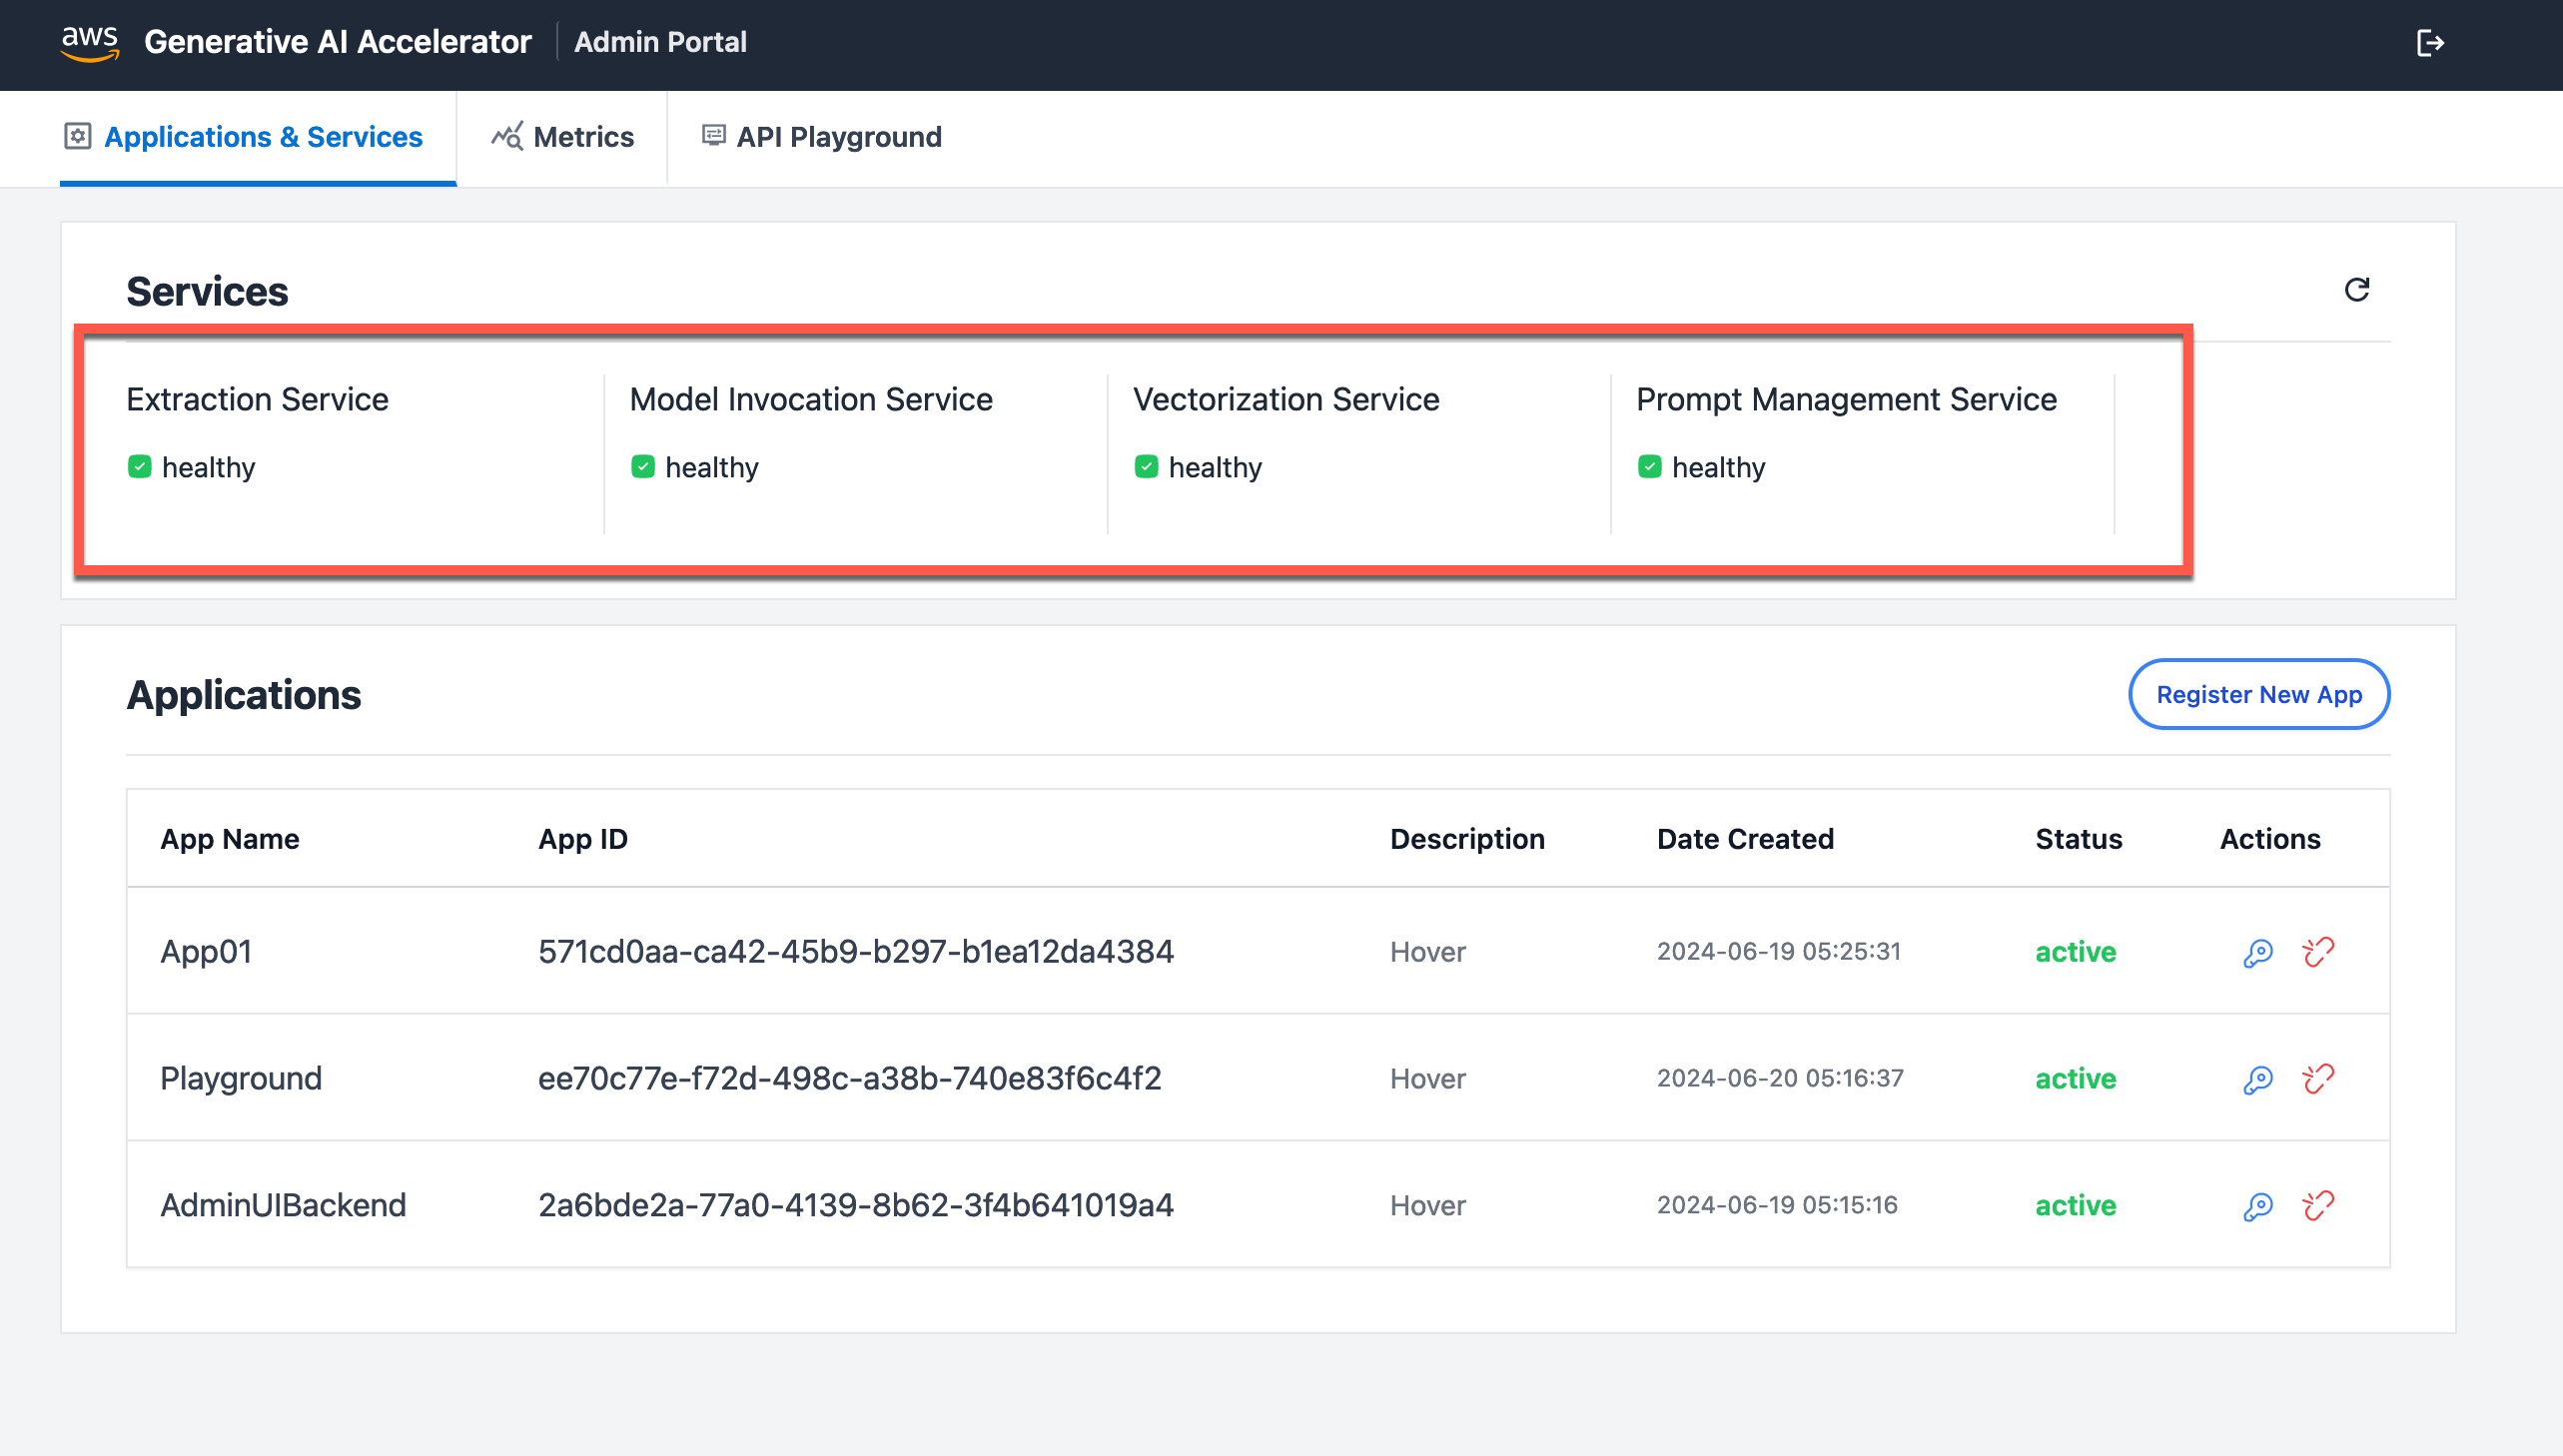 aws Generative AI Accelerator Admin Portal
Applications & Services Metrics API Playground
Services
Extraction Service Model Invocation Service Vectorization Service Prompt Management Service
healthy healthy healthy healthy
Applications Register New App
App Name App ID Description Date Created Status Actions
App01 571cd0aa-ca42-45b9-b297-b1ea12da4384 Hover 2024-06-19 05:25:31 active
Playground ee70c77e-f72d-498c-a38b-740e83f6c4f2 Hover 2024-06-20 05:16:37 active
AdminUIBackend 2a6bde2a-77a0-4139-8b62-3f4b641019a4 Hover 2024-06-19 05:15:16 active